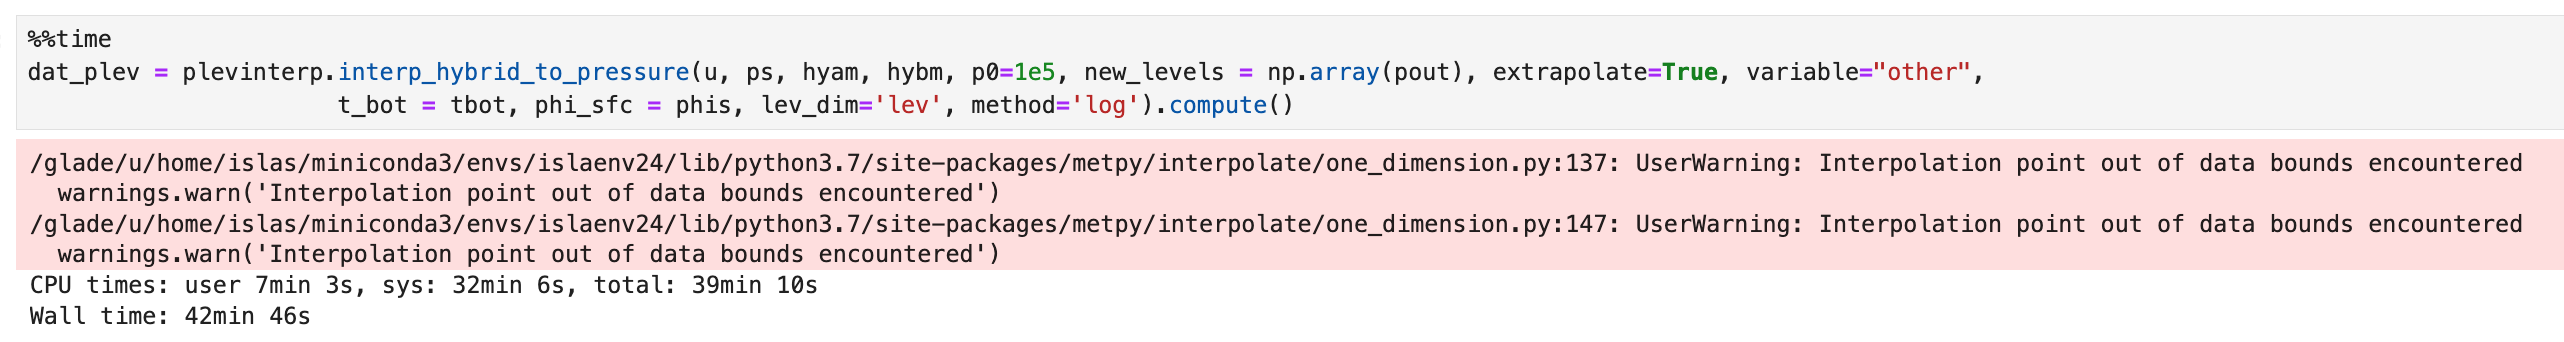 %%time
dat_plev = plevinterp.interp_hybrid_to_pressure(u, ps, hyam, hybm, p0=1e5, new_levels = np.array(pout), extrapolate=True, variable="other",
t_bot = tbot, phi_sfc = phis, lev_dim='lev', method='log').compute()
/glade/u/home/islas/miniconda3/envs/islaenv24/lib/python3.7/site-packages/metpy/interpolate/one_dimension.py:137: UserWarning: Interpolation point out of data bounds encountered
warnings.warn('Interpolation point out of data bounds encountered')
/glade/u/home/islas/miniconda3/envs/islaenv24/lib/python3.7/site-packages/metpy/interpolate/one_dimension.py:147: UserWarning: Interpolation point out of data bounds encountered
warnings.warn('Interpolation point out of data bounds encountered')
CPU times: user 7min 3s, sys: 32min 6s, total: 39min 10s
Wall time: 42min 46s